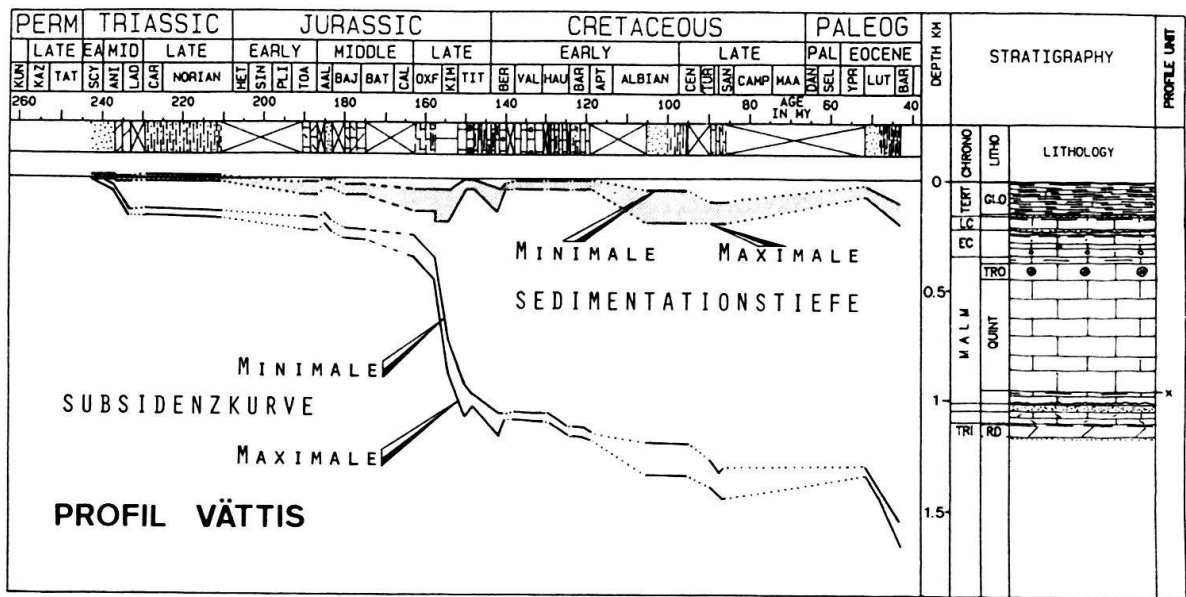 PERM TRIASSIC JURASSIC CRETACEOUS PALEOG
LATE EA MID LATE EARLY MIDDLE LATE EARLY LATE PAL EOCENE
KUN KAZ TAT SCY ANI LAD CAR NORIAN HET SIN PLI TOA AAL BAJ BAT CAL OXF KIM TIT BER VAL HAU BAR APT ALBIAN CEN TUR SAN CAMP MAA DAN SEL YPR LUT BAR
260 240 220 200 180 160 140 120 100 80 AGE IN MY 60 40
DEPTH KM
STRATIGRAPHY
PROFILE UNIT
CHRONO LITHO LITHOLOGY
0
0.5
1
1.5
TERT GLO
C
EC
TRO
MALM QUINT
x
TRI RD
MINIMALE MAXIMALE
SEDIMENTATIONSTIEFE
MINIMALE
SUBSIDENZKURVE
MAXIMALE
PROFIL VÄTTIS